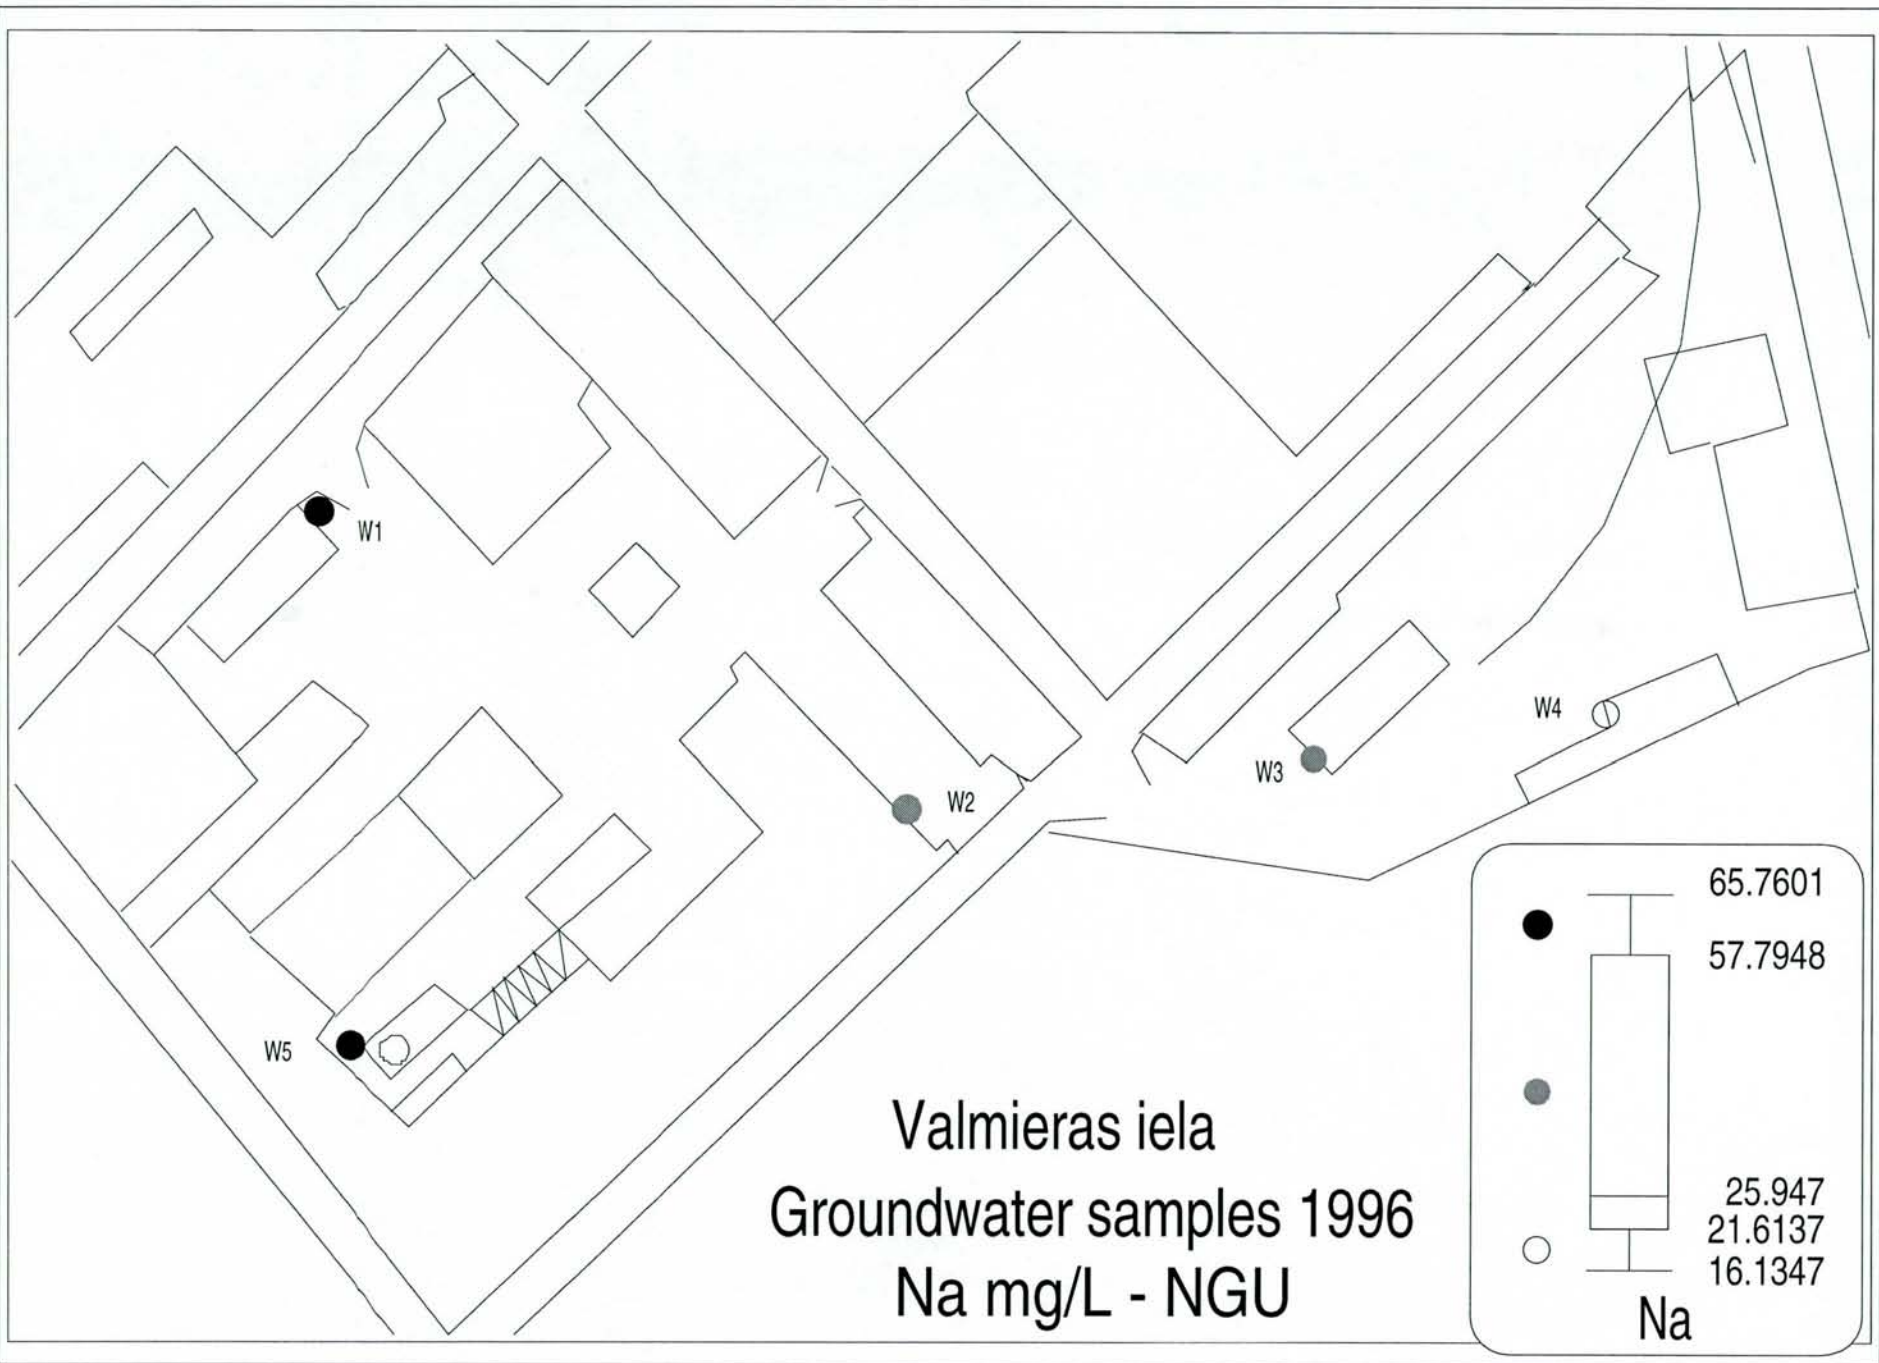 W1
W2
W3
W4
W5
Valmieras iela
Groundwater samples 1996
Na mg/L - NGU
65.7601
57.7948
25.947
21.6137
16.1347
Na